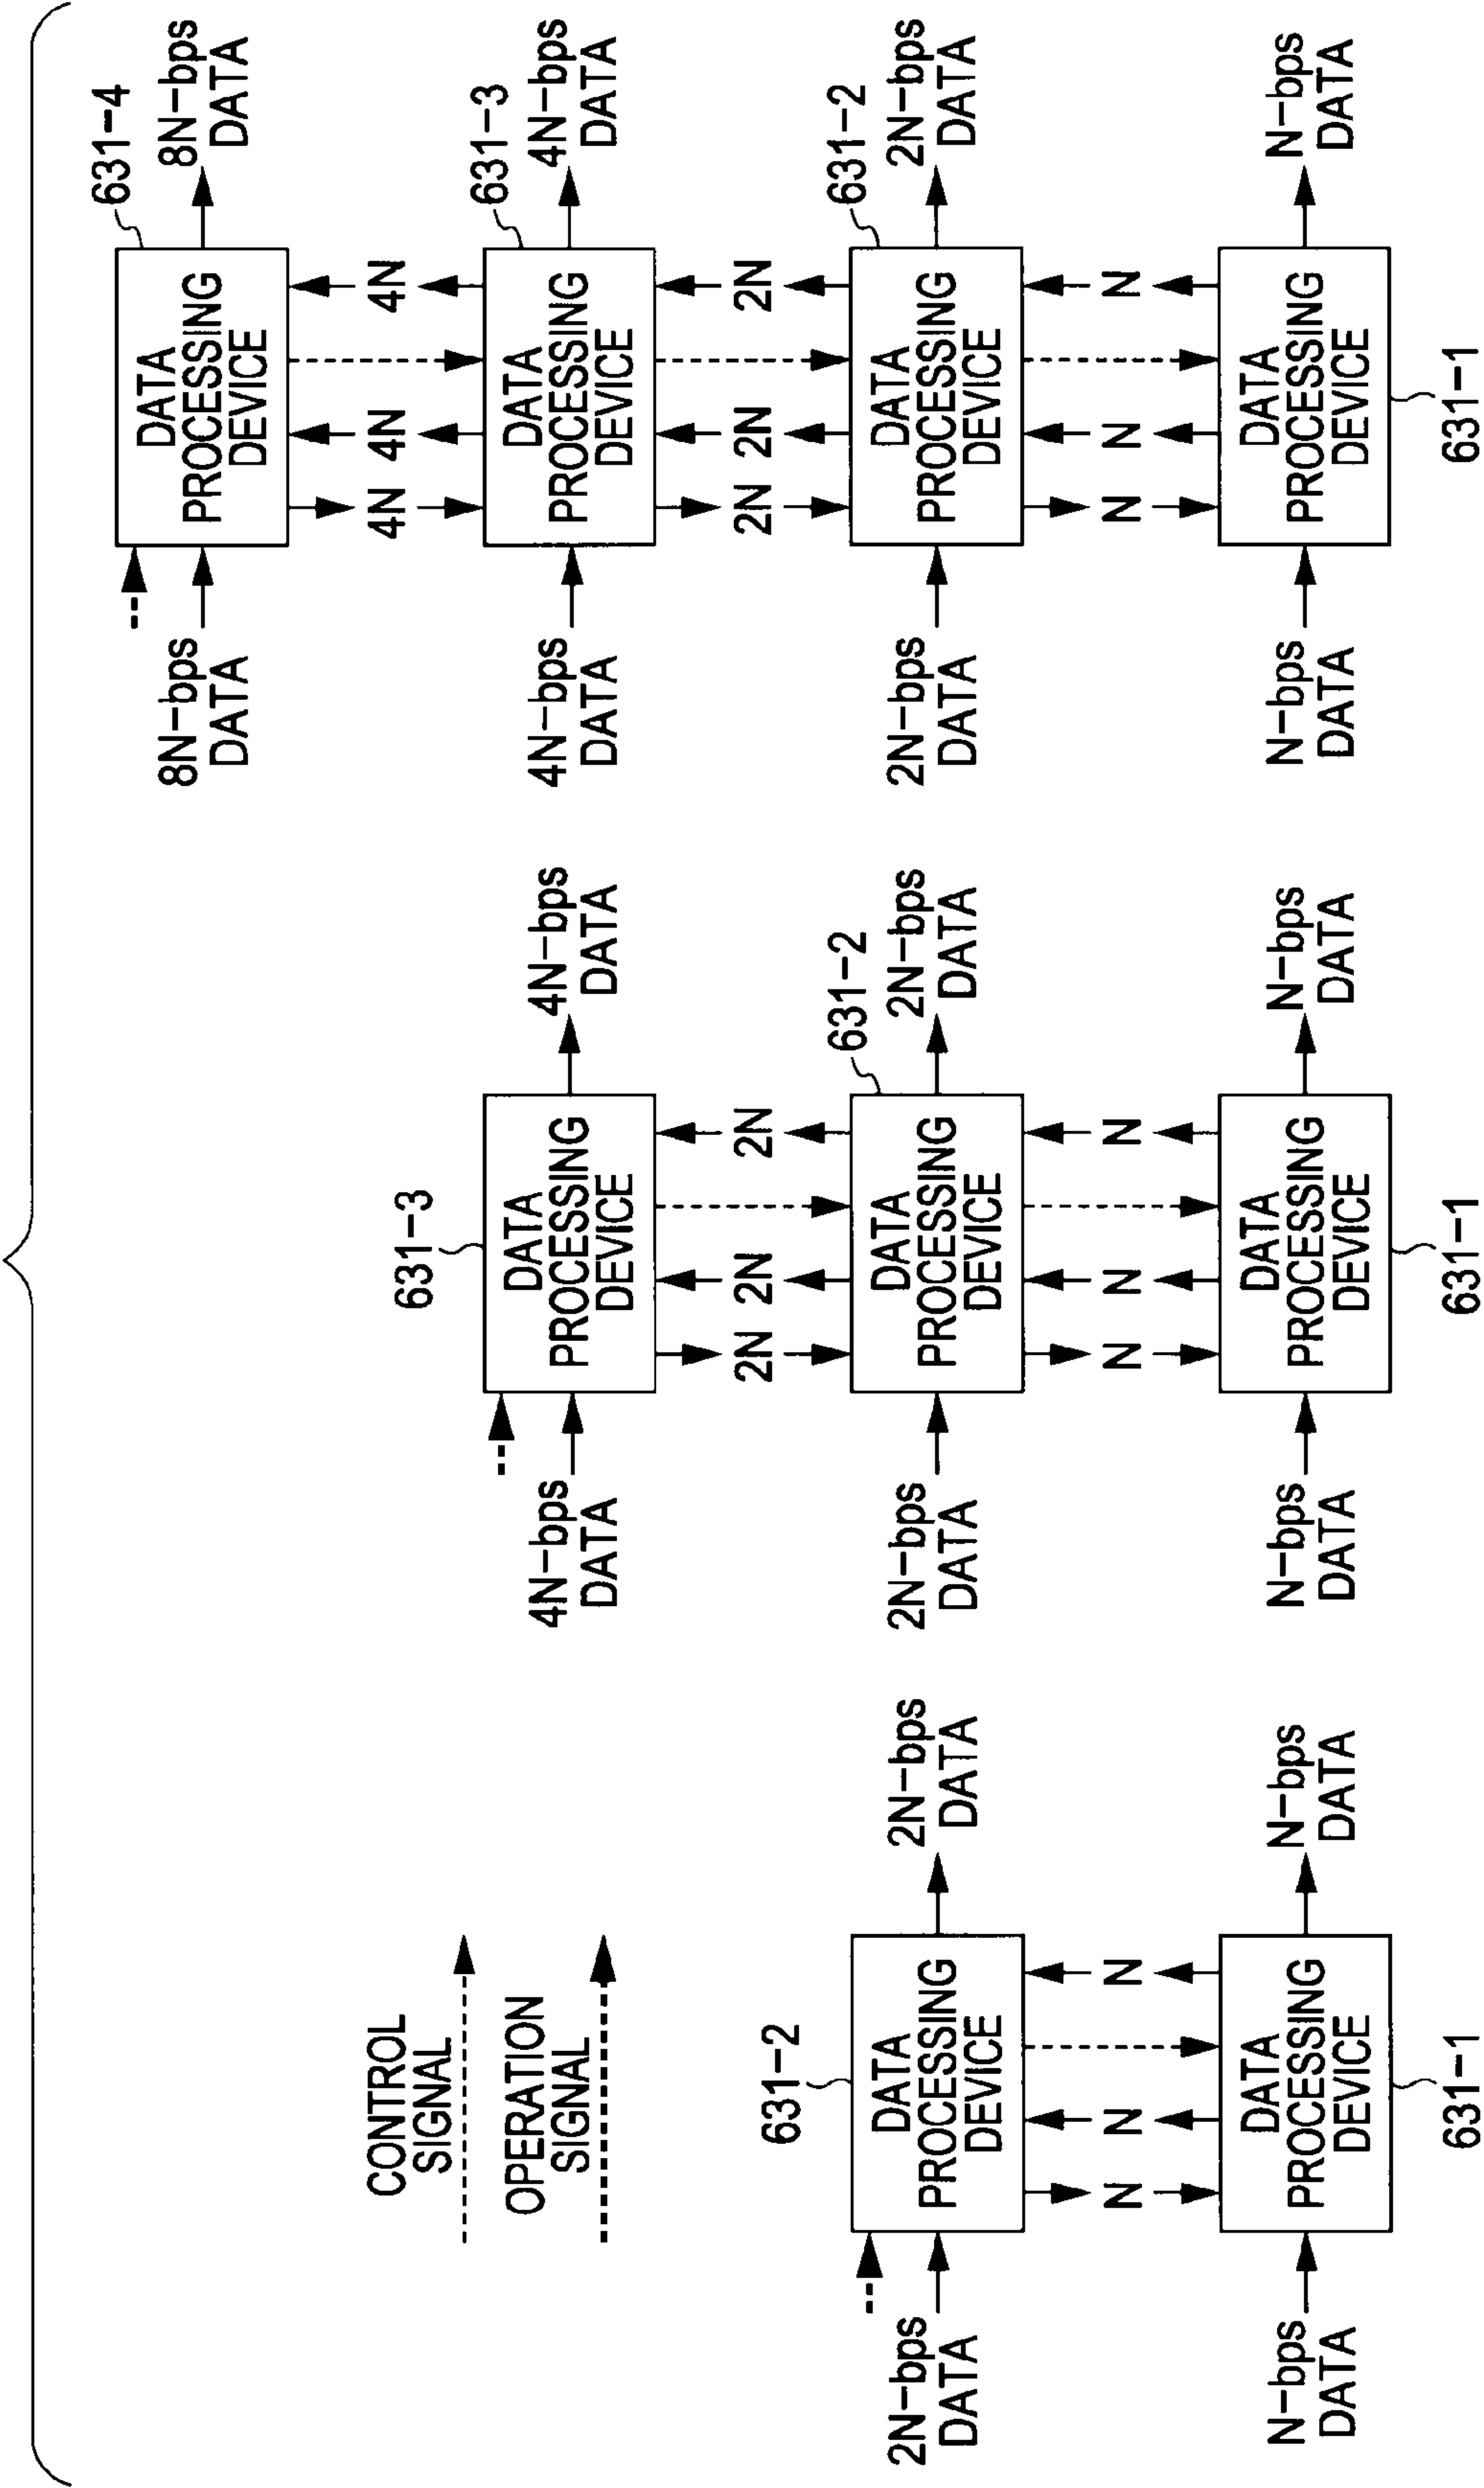 CONTROL
SIGNAL
OPERATION
SIGNAL
631-2
2N-bps
DATA
DATA
PROCESSING
DEVICE
2N-bps
DATA
N N N
N-bps
DATA
DATA
PROCESSING
DEVICE
N-bps
DATA
631-1
631-3
4N-bps
DATA
DATA
PROCESSING
DEVICE
4N-bps
DATA
2N 2N 2N
631-2
2N-bps
DATA
DATA
PROCESSING
DEVICE
2N-bps
DATA
N N N
N-bps
DATA
DATA
PROCESSING
DEVICE
N-bps
DATA
631-1
631-4
8N-bps
DATA
DATA
PROCESSING
DEVICE
8N-bps
DATA
4N 4N 4N
631-3
4N-bps
DATA
DATA
PROCESSING
DEVICE
4N-bps
DATA
2N 2N 2N
631-2
2N-bps
DATA
DATA
PROCESSING
DEVICE
2N-bps
DATA
N N N
N-bps
DATA
DATA
PROCESSING
DEVICE
N-bps
DATA
631-1